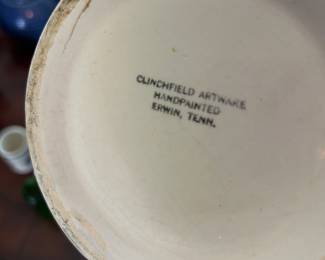 CLINCHFIELD ARTWARE
HANDPAINTED
ERWIN, TENN.